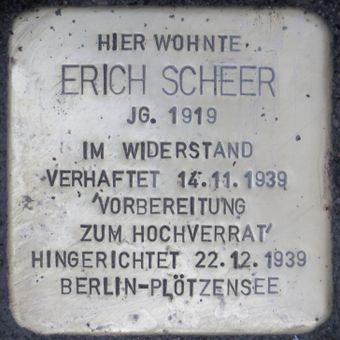 HIER WOHNTE
ERICH SCHEER
JG. 1919
IM WIDERSTAND
VERHAFTET 14.11.1939
'VORBEREITUNG
ZUM HOCHVERRAT'
HINGERICHTET 22.12.1939
BERLIN-PLÖTZENSEE